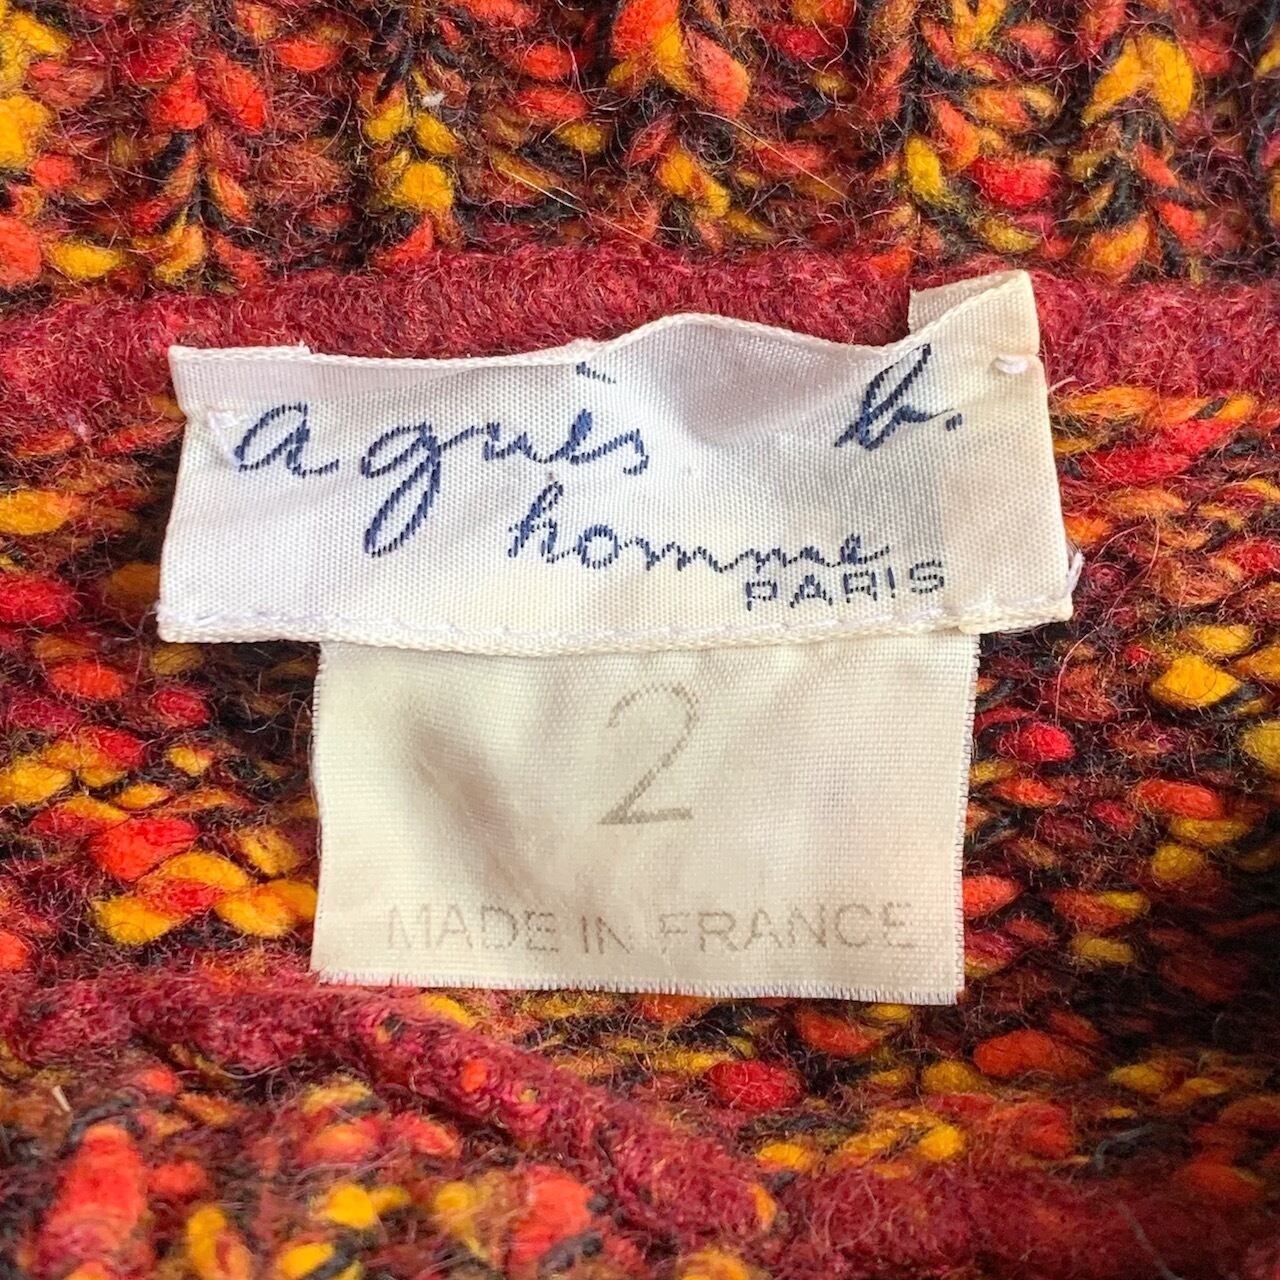 agnès b.
homme
PARIS
2
MADE IN FRANCE